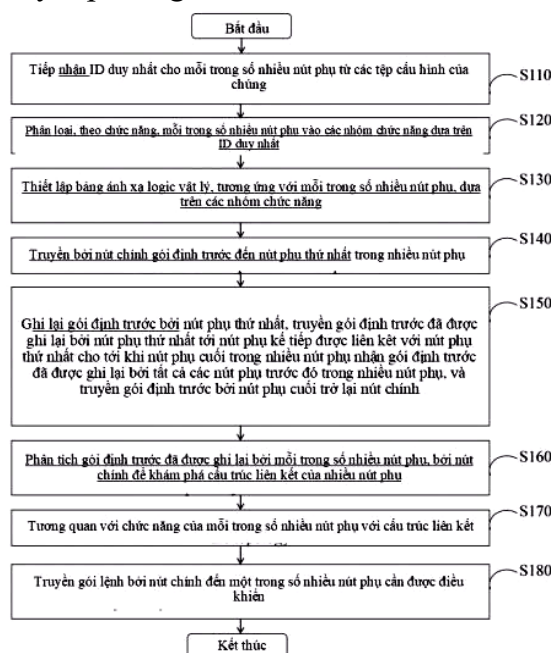 Bắt đầu
Tiếp nhận ID duy nhất cho mỗi trong số nhiều nút phụ từ các tệp cấu hình của
chúng
S110
Phân loại, theo chức năng, mỗi trong số nhiều nút phụ vào các nhóm chức năng dựa trên
ID duy nhất
S120
Thiết lập bảng ánh xạ logic vật lý, tương ứng với mỗi trong số nhiều nút phụ, dựa
trên các nhóm chức năng
S130
Truyền bởi nút chính gói định trước đến nút phụ thứ nhất trong nhiều nút phụ
S140
Ghi lại gói định trước bởi nút phụ thứ nhất, truyền gói định trước đã được
ghi lại bởi nút phụ thứ nhất tới nút phụ kế tiếp được liên kêt với nút phụ
thứ nhất cho tới khi nút phụ cuối trong nhiều nút phụ nhận gói định trước
đã được ghi lại bởi tất cả các nút phụ trước đó trong nhiều nút phụ, và
truyền gói định trước bởi nút phụ cuối trở lại nút chính
S150
Phân tích gói định trước đã được ghi lại bởi mỗi trong số nhiều nút phụ, bởi nút
chính để khám phá cấu trúc liên kết của nhiều nút phụ
S160
Tương quan với chức năng của mỗi trong số nhiều nút phụ với cấu trúc liên kết
S170
Truyền gói lệnh bởi nút chính đến một trong số nhiều nút phụ cần được điều
khiển
S180
Kết thúc